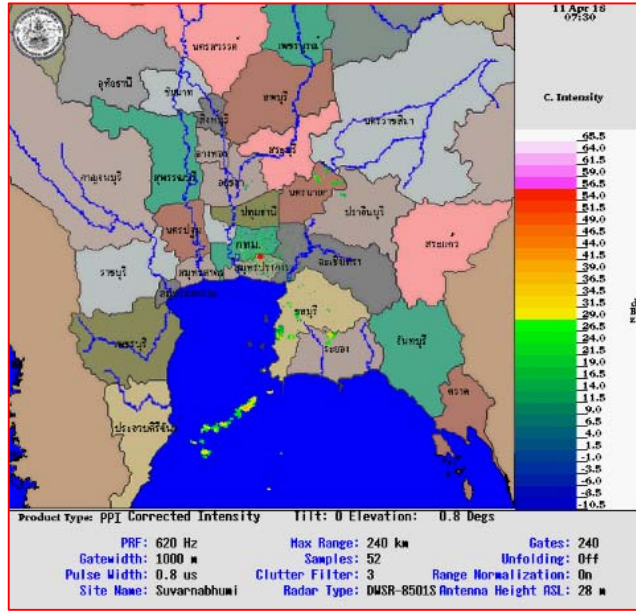 11 Apr 16
07:30
C. Intensity
นครสวรรค์
เพชรบูรณ์
อุทัยธานี
ชัยนาท
ลพบุรี
นครราชสีมา
สิงห์บุรี
อ่างทอง
สระบุรี
กาญจนบุรี
สุพรรณบุรี
อยุธยา
นครนายก
ปราจีนบุรี
ปทุมธานี
นครปฐม
กทม.
สระแก้ว
ฉะเชิงเทรา
ราชบุรี
สมุทรสาคร
สมุทรปราการ
ชลบุรี
เพชรบุรี
ระยอง
จันทบุรี
ตราด
ประจวบคีรีขันธ์
65.5
64.0
61.5
59.0
56.5
54.0
51.5
49.0
46.5
44.0
41.5
39.0
36.5
34.0
31.5
29.0
26.5
24.0
21.5
19.0
16.5
14.0
11.5
9.0
6.5
4.0
1.5
-1.0
-3.5
-6.0
-8.5
-10.5
Product Type: PPI Corrected Intensity Tilt: 0 Elevation: 0.8 Degs
PRF: 620 Hz Max Range: 240 km Gates: 240
Gatewidth: 1000 m Samples: 52 Unfolding: Off
Pulse Width: 0.8 us Clutter Filter: 3 Range Normalization: On
Site Name: Suvarnabhumi Radar Type: DWSR-8501S Antenna Height ASL: 28 m